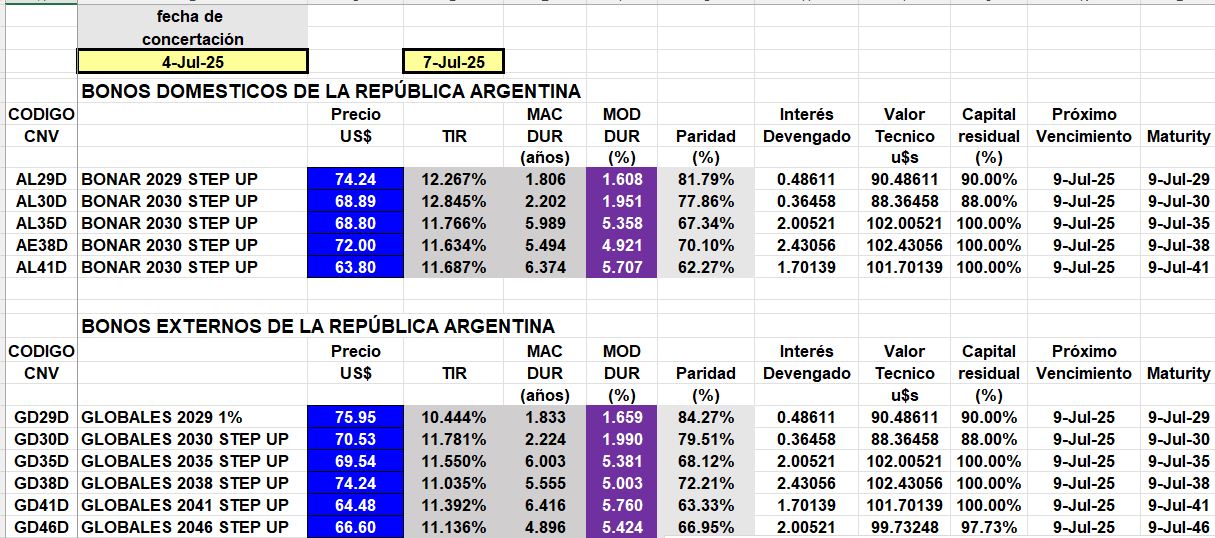 fecha de
concertación
4-Jul-25 7-Jul-25
BONOS DOMESTICOS DE LA REPÚBLICA ARGENTINA
CODIGO Precio MAC MOD Interés Valor Capital Próximo
CNV US$ TIR DUR DUR Paridad Devengado Tecnico residual Vencimiento Maturity
(años) (%) (%) u$s (%)
AL29D BONAR 2029 STEP UP 74.24 12.267% 1.806 1.608 81.79% 0.48611 90.48611 90.00% 9-Jul-25 9-Jul-29
AL30D BONAR 2030 STEP UP 68.89 12.845% 2.202 1.951 77.86% 0.36458 88.36458 88.00% 9-Jul-25 9-Jul-30
AL35D BONAR 2030 STEP UP 68.80 11.766% 5.989 5.358 67.34% 2.00521 102.00521 100.00% 9-Jul-25 9-Jul-35
AE38D BONAR 2030 STEP UP 72.00 11.634% 5.494 4.921 70.10% 2.43056 102.43056 100.00% 9-Jul-25 9-Jul-38
AL41D BONAR 2030 STEP UP 63.80 11.687% 6.374 5.707 62.27% 1.70139 101.70139 100.00% 9-Jul-25 9-Jul-41
BONOS EXTERNOS DE LA REPÚBLICA ARGENTINA
CODIGO Precio MAC MOD Interés Valor Capital Próximo
CNV US$ TIR DUR DUR Paridad Devengado Tecnico residual Vencimiento Maturity
(años) (%) (%) u$s (%)
GD29D GLOBALES 2029 1% 75.95 10.444% 1.833 1.659 84.27% 0.48611 90.48611 90.00% 9-Jul-25 9-Jul-29
GD30D GLOBALES 2030 STEP UP 70.53 11.781% 2.224 1.990 79.51% 0.36458 88.36458 88.00% 9-Jul-25 9-Jul-30
GD35D GLOBALES 2035 STEP UP 69.54 11.550% 6.003 5.381 68.12% 2.00521 102.00521 100.00% 9-Jul-25 9-Jul-35
GD38D GLOBALES 2038 STEP UP 74.24 11.035% 5.555 5.003 72.21% 2.43056 102.43056 100.00% 9-Jul-25 9-Jul-38
GD41D GLOBALES 2041 STEP UP 64.48 11.392% 6.416 5.760 63.33% 1.70139 101.70139 100.00% 9-Jul-25 9-Jul-41
GD46D GLOBALES 2046 STEP UP 66.60 11.136% 4.896 5.424 66.95% 2.00521 99.73248 97.73% 9-Jul-25 9-Jul-46